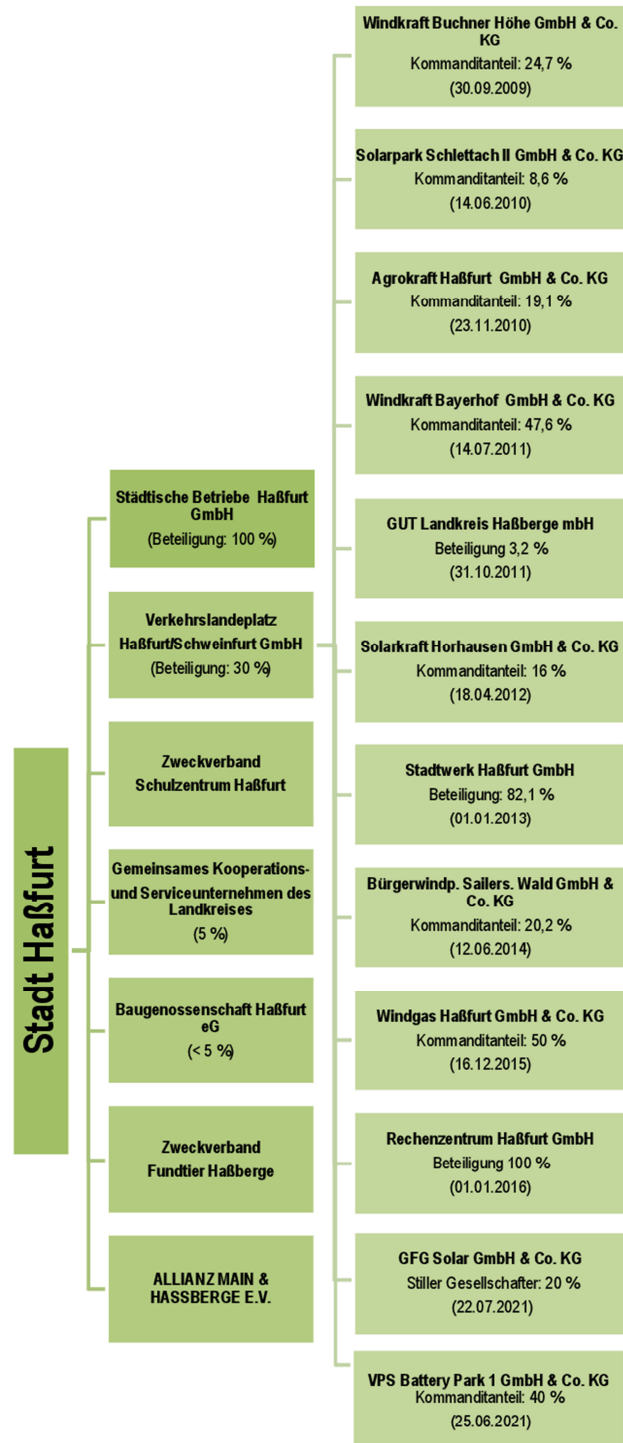 Stadt Haßfurt
Städtische Betriebe Haßfurt
GmbH
(Beteiligung: 100 %)
Verkehrslandeplatz
Haßfurt/Schweinfurt GmbH
(Beteiligung: 30 %)
Zweckverband
Schulzentrum Haßfurt
Gemeinsames Kooperations-
und Serviceunternehmen des
Landkreises
(5 %)
Baugenossenschaft Haßfurt
eG
(< 5 %)
Zweckverband
Fundtier Haßberge
ALLIANZ MAIN &
HASSBERGE E.V.
Windkraft Buchner Höhe GmbH & Co.
KG
Kommanditanteil: 24,7 %
(30.09.2009)
Solarpark Schlettach II GmbH & Co. KG
Kommanditanteil: 8,6 %
(14.06.2010)
Agrokraft Haßfurt GmbH & Co. KG
Kommanditanteil: 19,1 %
(23.11.2010)
Windkraft Bayerhof GmbH & Co. KG
Kommanditanteil: 47,6 %
(14.07.2011)
GUT Landkreis Haßberge mbH
Beteiligung 3,2 %
(31.10.2011)
Solarkraft Horhausen GmbH & Co. KG
Kommanditanteil: 16 %
(18.04.2012)
Stadtwerk Haßfurt GmbH
Beteiligung: 82,1 %
(01.01.2013)
Bürgerwindp. Sailers. Wald GmbH &
Co. KG
Kommanditanteil: 20,2 %
(12.06.2014)
Windgas Haßfurt GmbH & Co. KG
Kommanditanteil: 50 %
(16.12.2015)
Rechenzentrum Haßfurt GmbH
Beteiligung 100 %
(01.01.2016)
GFG Solar GmbH & Co. KG
Stiller Gesellschafter: 20 %
(22.07.2021)
VPS Battery Park 1 GmbH & Co. KG
Kommanditanteil: 40 %
(25.06.2021)